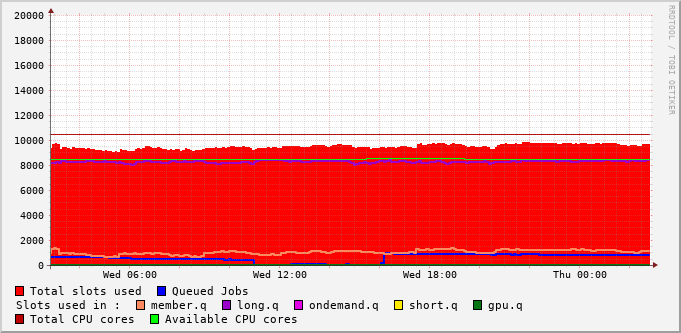 20000
18000
16000
14000
12000
10000
8000
6000
4000
2000
0
Wed 06:00 Wed 12:00 Wed 18:00 Thu 00:00
Total slots used Queued Jobs
Slots used in : member.q long.q ondemand.q short.q gpu.q
Total CPU cores Available CPU cores
RRDTOOL / TOBI OETIKER